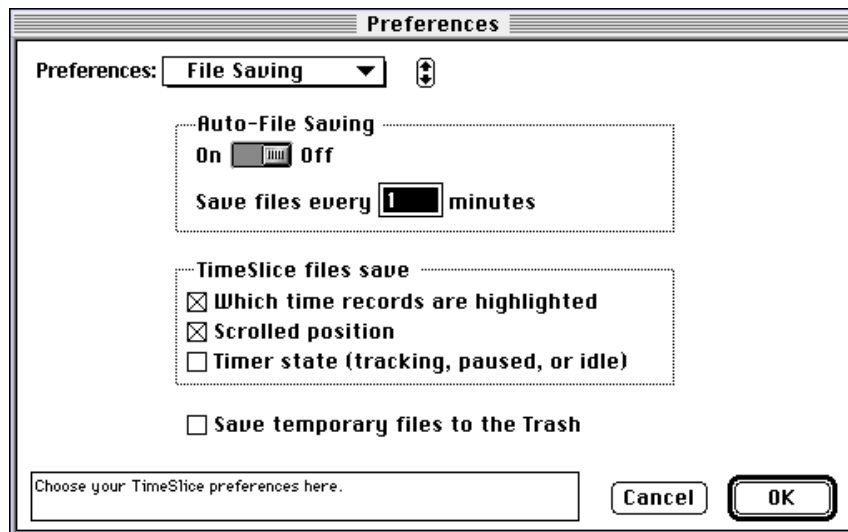 Preferences
Preferences: File Saving
Auto-File Saving
On Off
Save files every 1 minutes
TimeSlice files save
Which time records are highlighted
Scrolled position
Timer state (tracking, paused, or idle)
Save temporary files to the Trash
Choose your TimeSlice preferences here.
Cancel OK